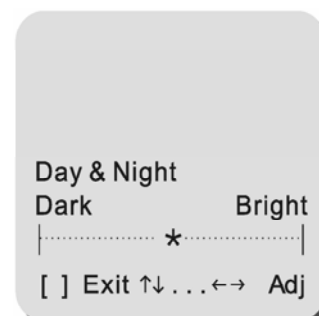 Day & Night
Dark Bright
|................*................|
[ ] Exit ↑↓ . . . ←→ Adj